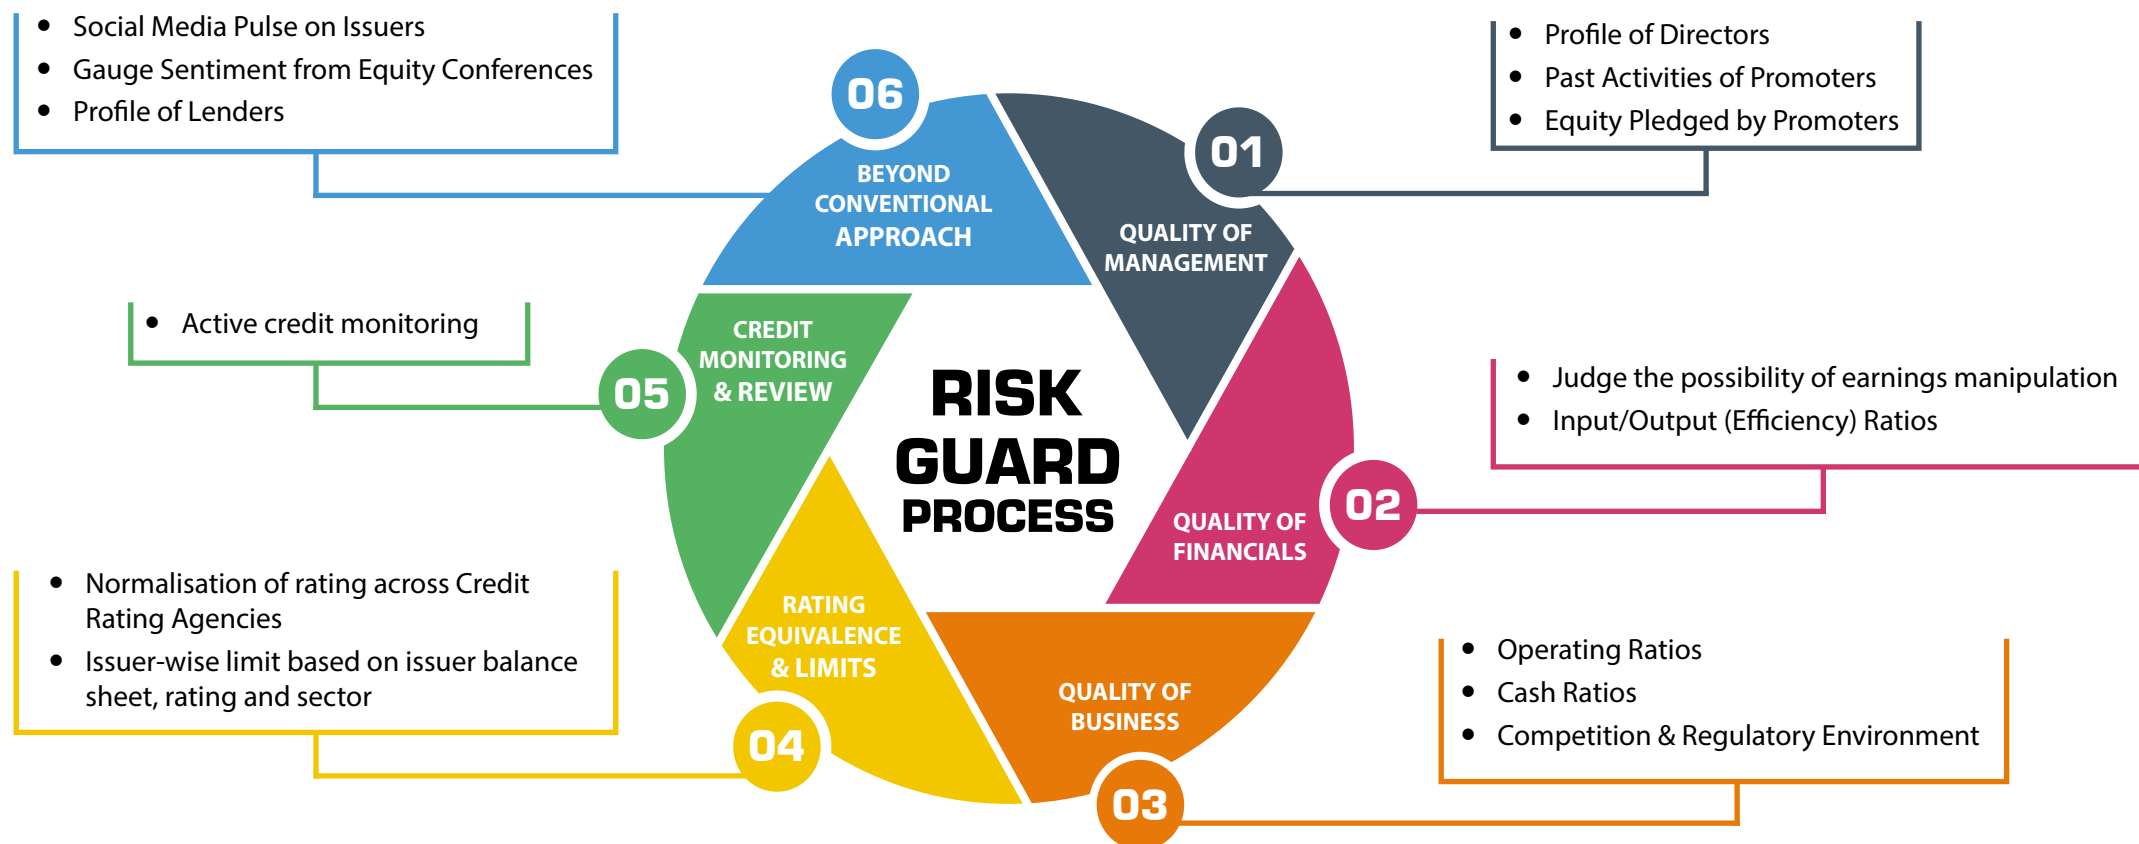 • Social Media Pulse on Issuers
• Gauge Sentiment from Equity Conferences
• Profile of Lenders
• Profile of Directors
• Past Activities of Promoters
• Equity Pledged by Promoters
06
BEYOND
CONVENTIONAL
APPROACH
01
QUALITY OF
MANAGEMENT
• Active credit monitoring
05
CREDIT
MONITORING
& REVIEW
RISK
GUARD
PROCESS
• Judge the possibility of earnings manipulation
• Input/Output (Efficiency) Ratios
02
QUALITY OF
FINANCIALS
• Normalisation of rating across Credit
Rating Agencies
• Issuer-wise limit based on issuer balance
sheet, rating and sector
RATING
EQUIVALENCE
& LIMITS
04
QUALITY OF
BUSINESS
03
• Operating Ratios
• Cash Ratios
• Competition & Regulatory Environment